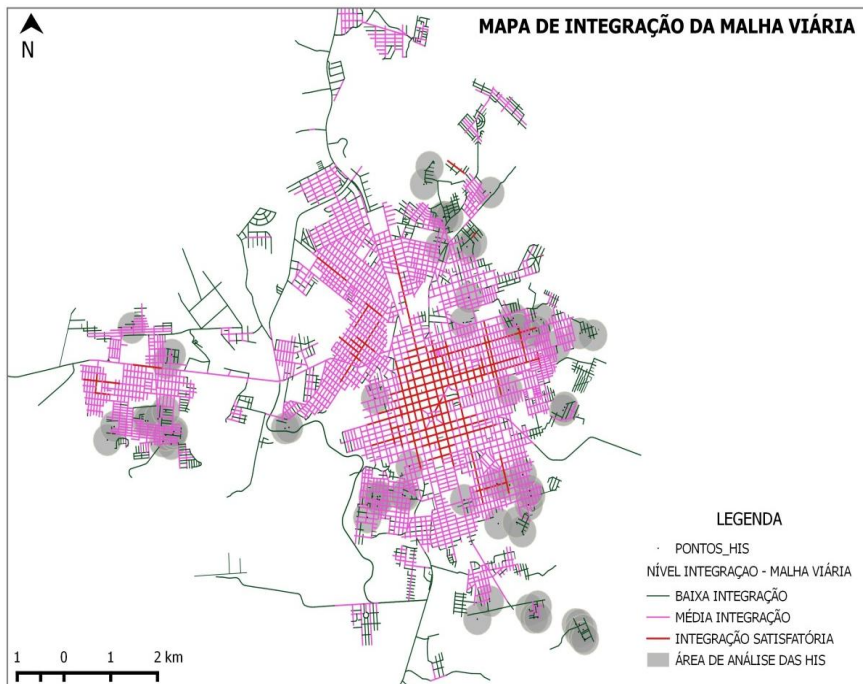 MAPA DE INTEGRAÇÃO DA MALHA VIÁRIA
N
LEGENDA
PONTOS_HIS
NÍVEL INTEGRAÇAO - MALHA VIÁRIA
BAIXA INTEGRAÇÃO
MÉDIA INTEGRAÇÃO
INTEGRAÇÃO SATISFATÓRIA
ÁREA DE ANÁLISE DAS HIS
1 0 1 2 km